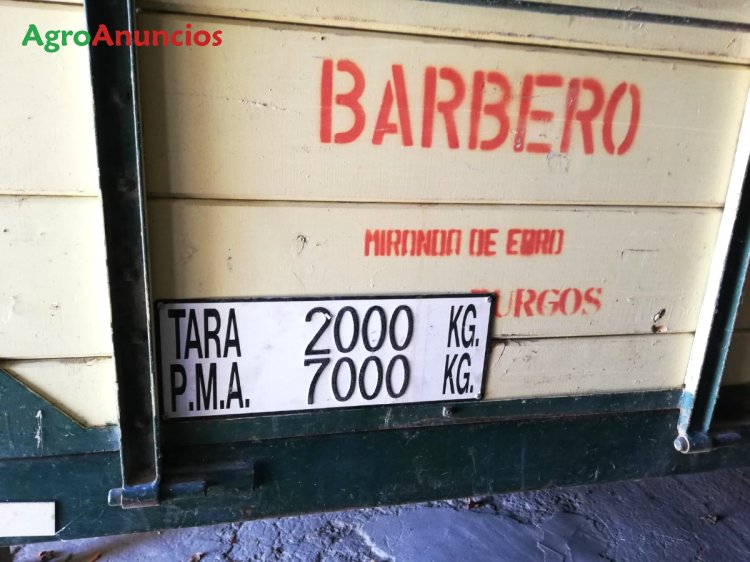 AgroAnuncios
BARBERO
MIRANDA DE EBRO
BURGOS
TARA 2000 KG.
P.M.A. 7000 KG.